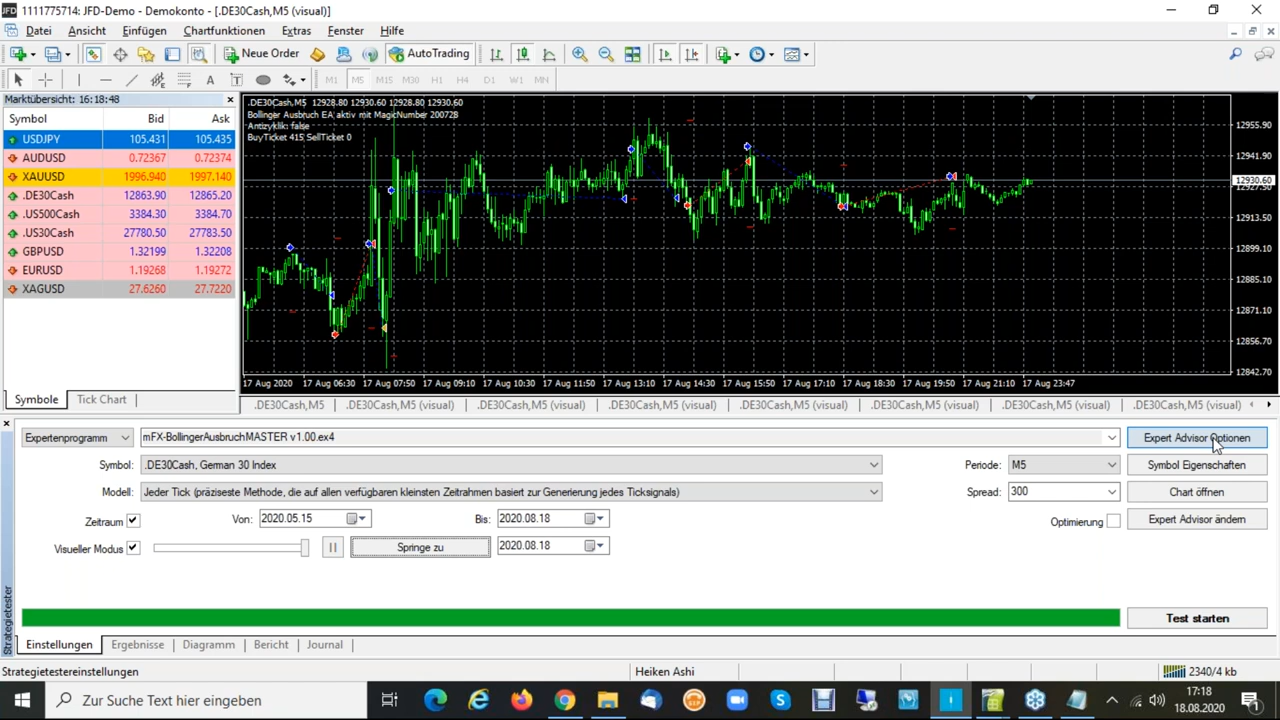 JFD 1111775714: JFD-Demo - Demokonto - [.DE30Cash,M5 (visual)]
Datei Ansicht Einfügen Chartfunktionen Extras Fenster Hilfe
New Order AutoTrading
A T M1 M5 M15 M30 H1 H4 D1 W1 MN
Marktübersicht: 16:18:48
Symbol Bid Ask
USDJPY 105.431 105.435
AUDUSD 0.72367 0.72374
XAUUSD 1996.940 1997.140
.DE30Cash 12863.90 12865.20
.US500Cash 3384.30 3384.70
.US30Cash 27780.50 27783.50
GBPUSD 1.32199 1.32208
EURUSD 1.19268 1.19272
XAGUSD 27.6260 27.7220
Symbole Tick Chart
.DE30Cash,M5 12928.80 12930.60 12928.80 12930.60
Bollinger Ausbruch EA aktiv mit MagicNumber 200728
Antizyklik: false
BuyTicket 415 SellTicket 0
12955.90
12941.90
12930.60
12927.50
12913.50
12899.10
12885.10
12871.10
12856.70
12842.70
17 Aug 2020 17 Aug 06:30 17 Aug 07:50 17 Aug 09:10 17 Aug 10:30 17 Aug 11:50 17 Aug 13:10 17 Aug 14:30 17 Aug 15:50 17 Aug 17:10 17 Aug 18:30 17 Aug 19:50 17 Aug 21:10 17 Aug 23:47
.DE30Cash,M5 .DE30Cash,M5 (visual) .DE30Cash,M5 (visual) .DE30Cash,M5 (visual) .DE30Cash,M5 (visual) .DE30Cash,M5 (visual) .DE30Cash,M5 (visual) .DE30Cash,M5 (visual)
Expertenprogramm mFX-BollingerAusbruchMASTER v1.00.ex4 Expert Advisor Optionen
Symbol: .DE30Cash, German 30 Index Periode: M5 Symbol Eigenschaften
Modell: Jeder Tick (präziseste Methode, die auf allen verfügbaren kleinsten Zeitrahmen basiert zur Generierung jedes Ticksignals) Spread: 300 Chart öffnen
Zeitraum Von: 2020.05.15 Bis: 2020.08.18 Optimierung Expert Advisor ändern
Visueller Modus Springe zu 2020.08.18
Test starten
Strategietester
Einstellungen Ergebnisse Diagramm Bericht Journal
Strategietestereinstellungen Heiken Ashi 2340/4 kb
Zur Suche Text hier eingeben
17:18
18.08.2020
1